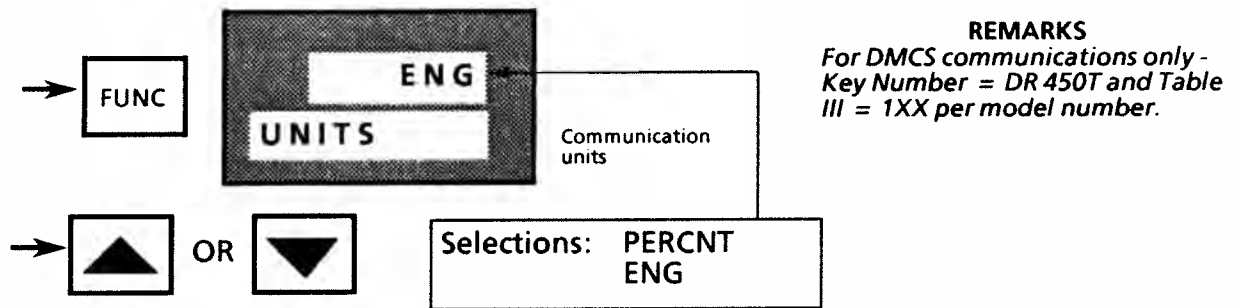 FUNC
ENG
UNITS
Communication
units
OR
Selections: PERCNT
ENG
REMARKS
For DMCS communications only -
Key Number = DR 450T and Table
III = 1XX per model number.